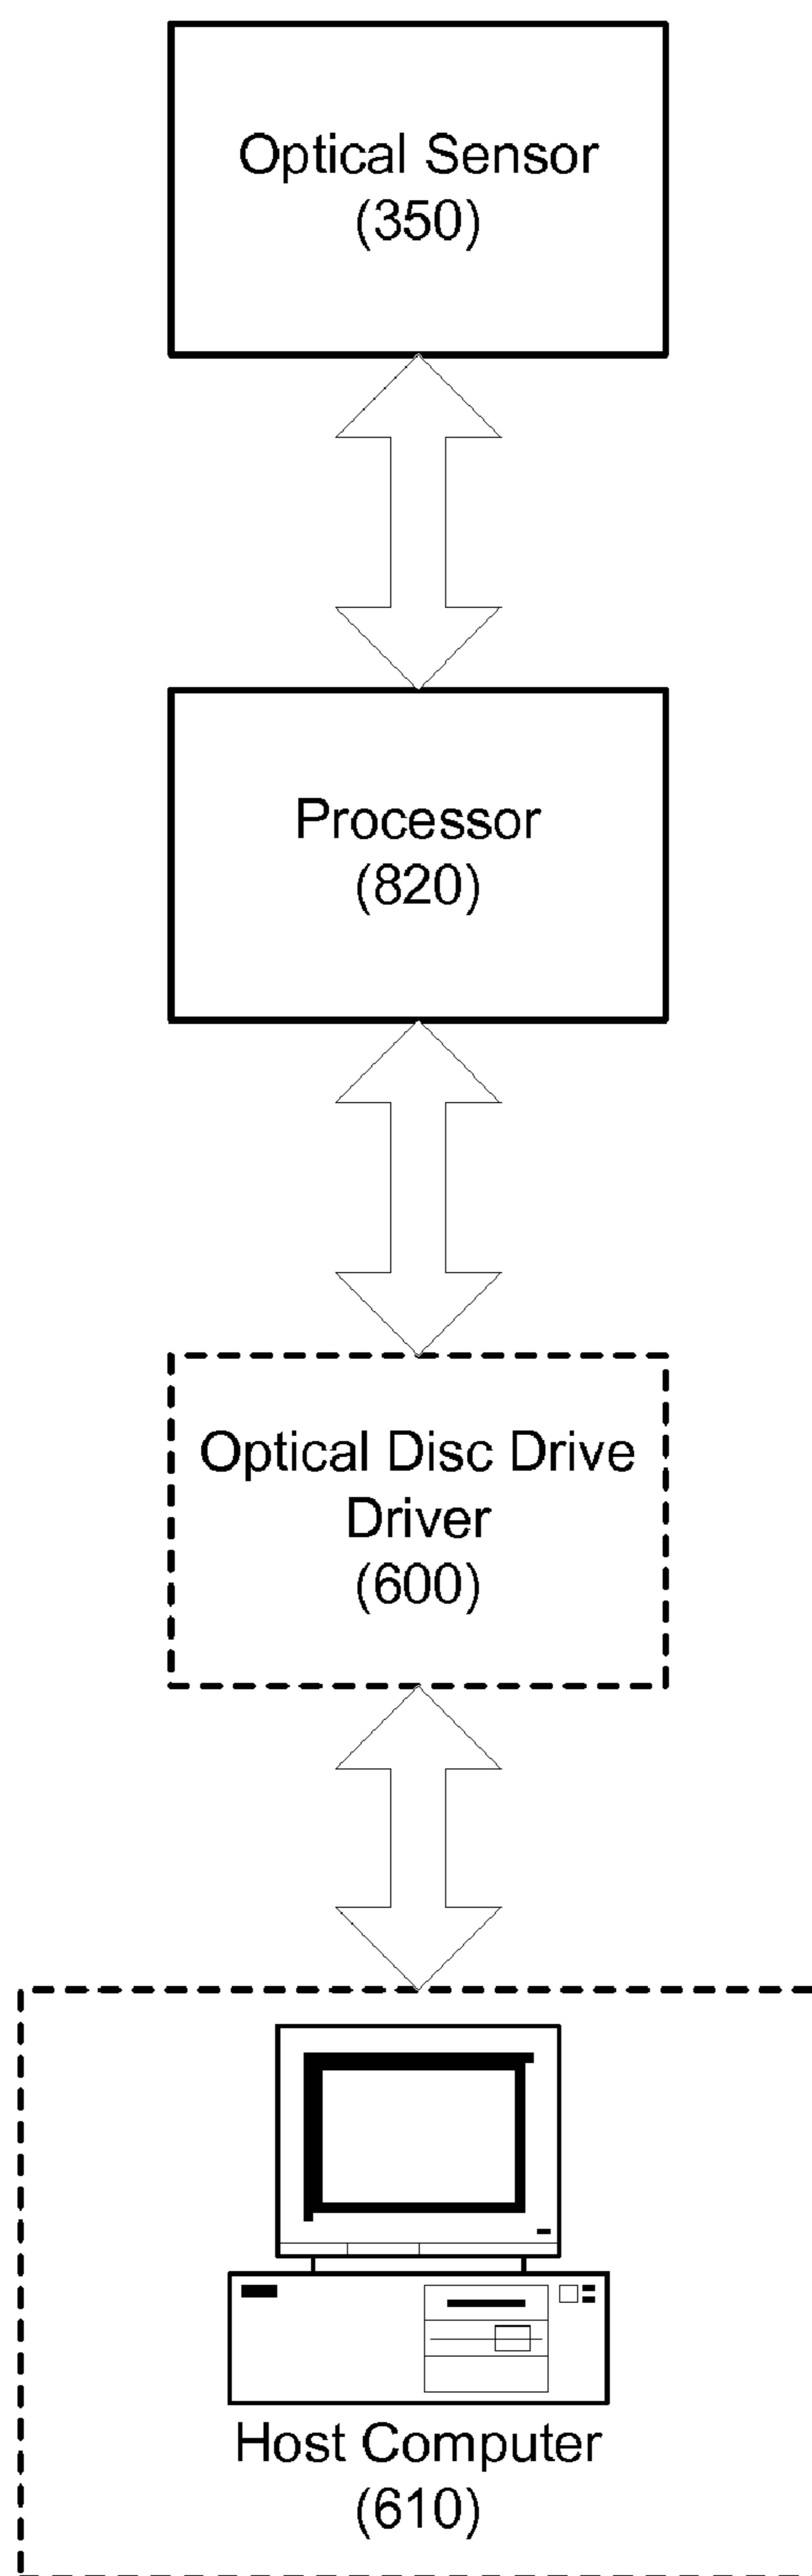 Optical Sensor
(350)
Processor
(820)
Optical Disc Drive
Driver
(600)
Host Computer
(610)